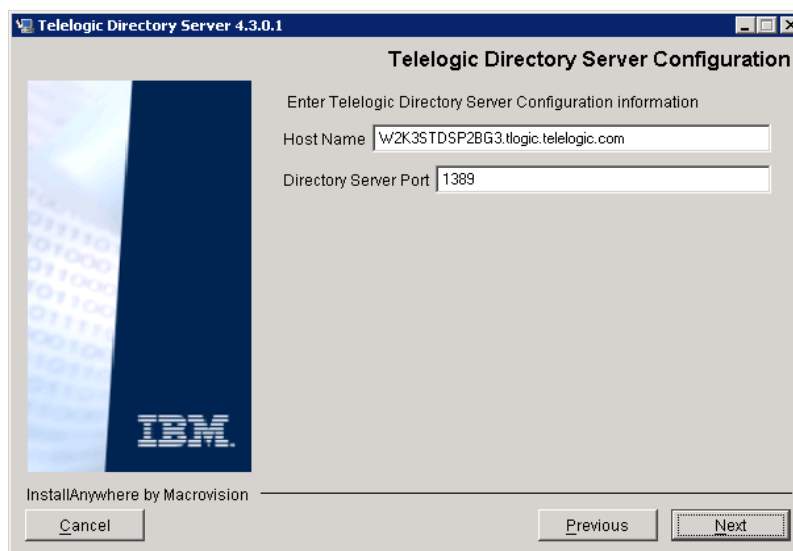 Telelogic Directory Server 4.3.0.1
Telelogic Directory Server Configuration
Enter Telelogic Directory Server Configuration information
Host Name W2K3STDSP2BG3.tlogic.telelogic.com
Directory Server Port 1389
IBM.
InstallAnywhere by Macrovision
Cancel Previous Next